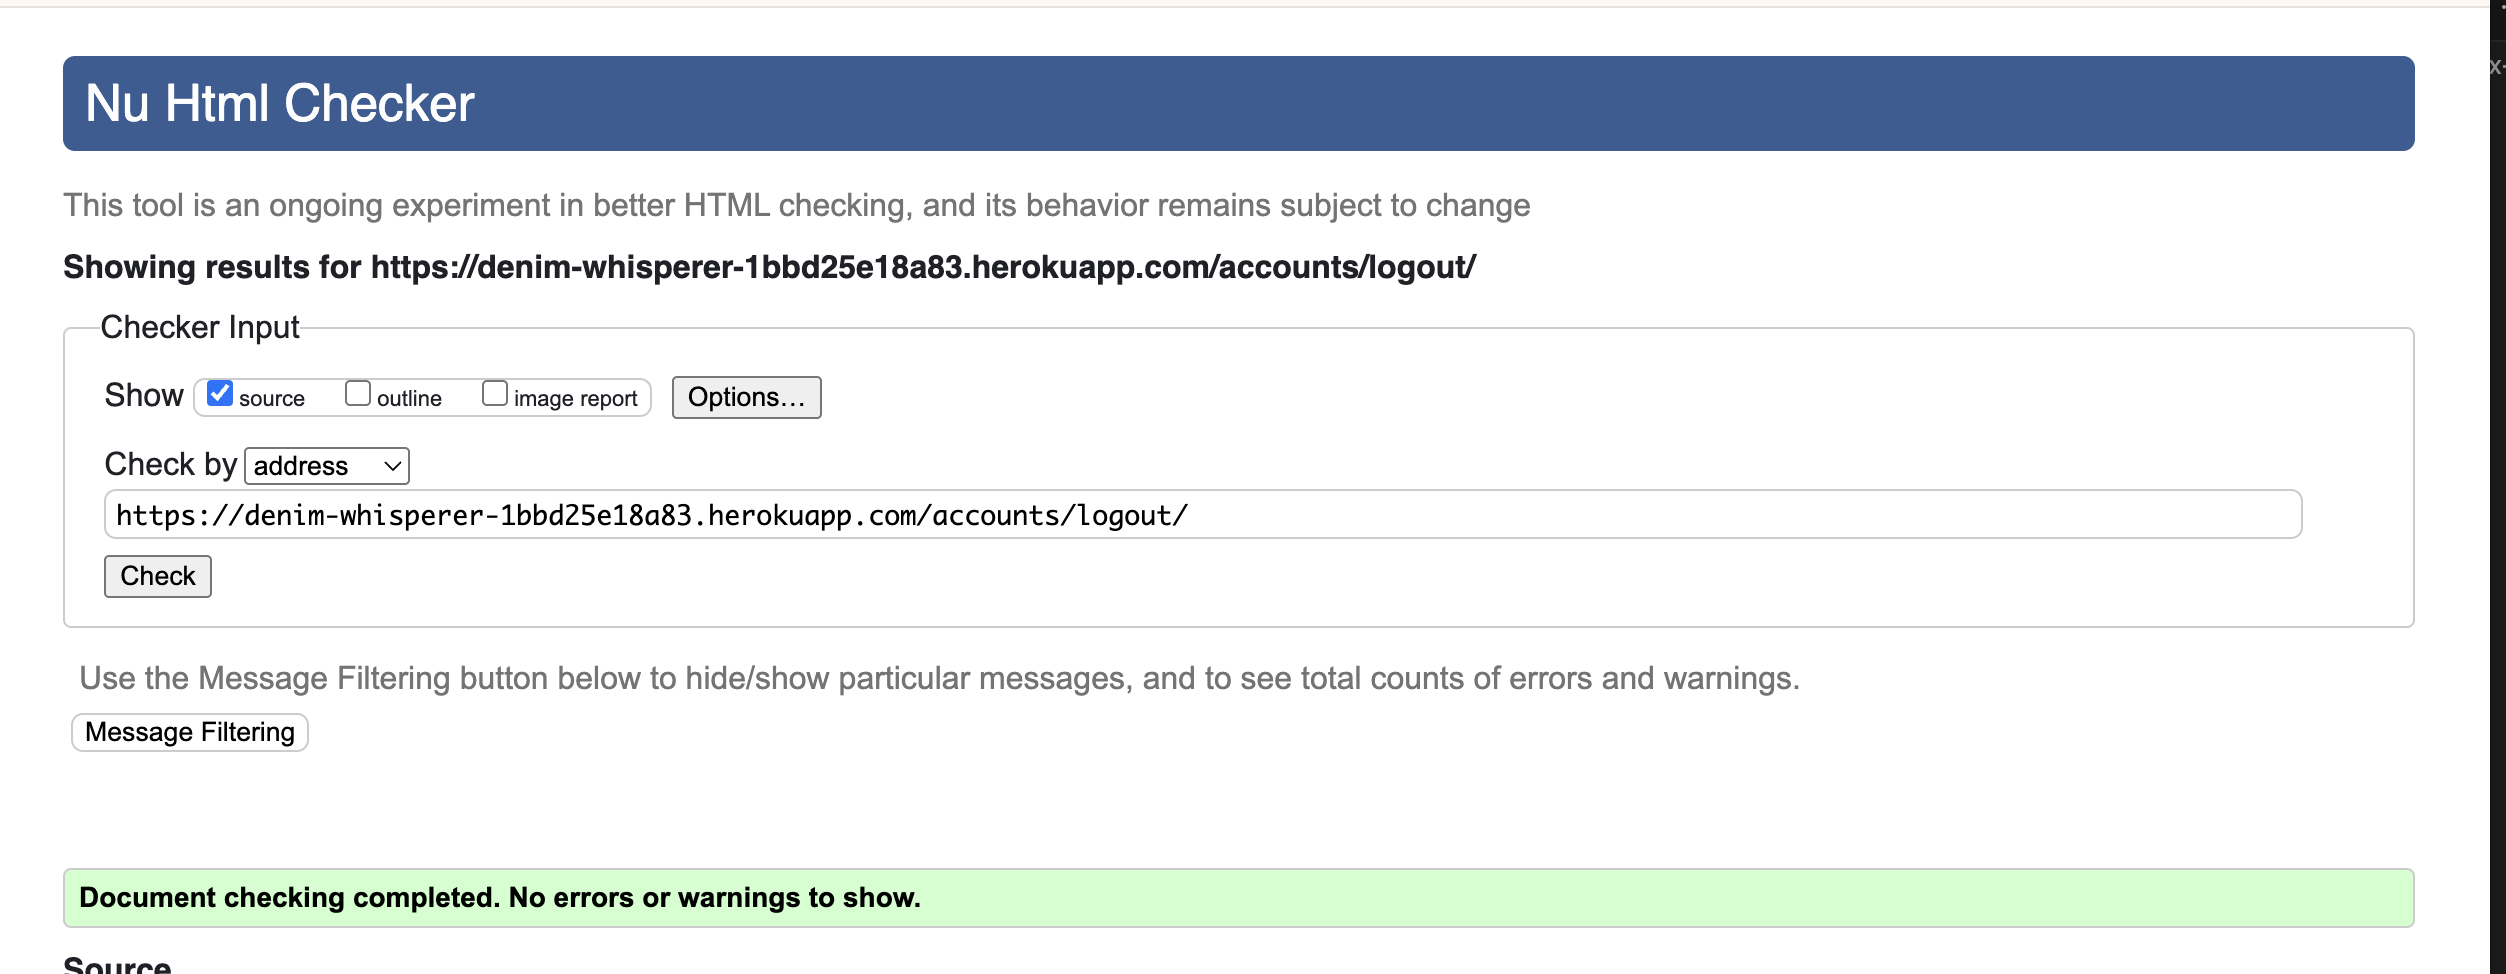 Nu Html Checker
This tool is an ongoing experiment in better HTML checking, and its behavior remains subject to change
Showing results for https://denim-whisperer-1bbd25e18a83.herokuapp.com/accounts/logout/
Checker Input
Show source outline image report Options...
Check by address
https://denim-whisperer-1bbd25e18a83.herokuapp.com/accounts/logout/
Check
Use the Message Filtering button below to hide/show particular messages, and to see total counts of errors and warnings.
Message Filtering
Document checking completed. No errors or warnings to show.
Source